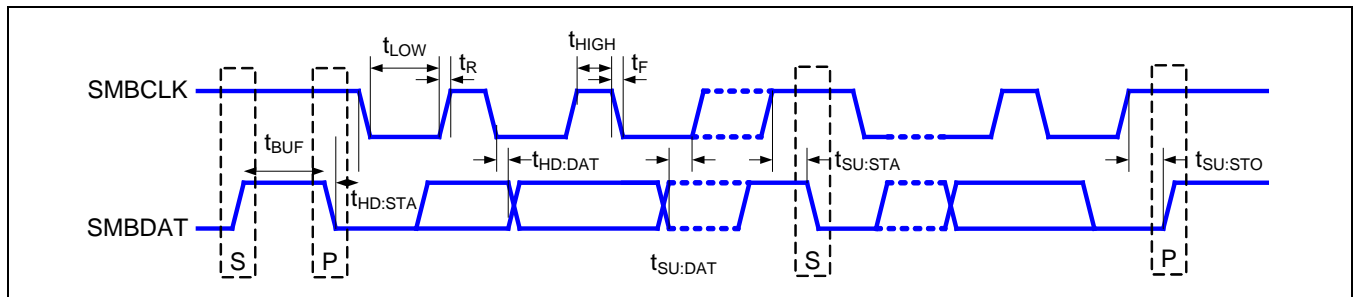 tLOW
tHIGH
tR
tF
SMBCLK
tBUF
tHD:DAT
tSU:STA
tSU:STO
tHD:STA
SMBDAT
S
P
tSU:DAT
S
P